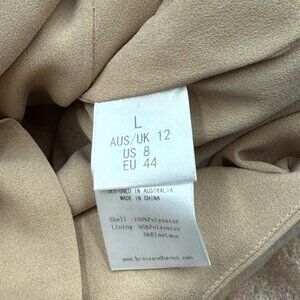 L
AUS/UK 12
US 8
EU 44
DESIGNED IN AUSTRALIA
MADE IN CHINA
Shell: 100%Polyester
Lining: 95%Polyester
5%Elastane